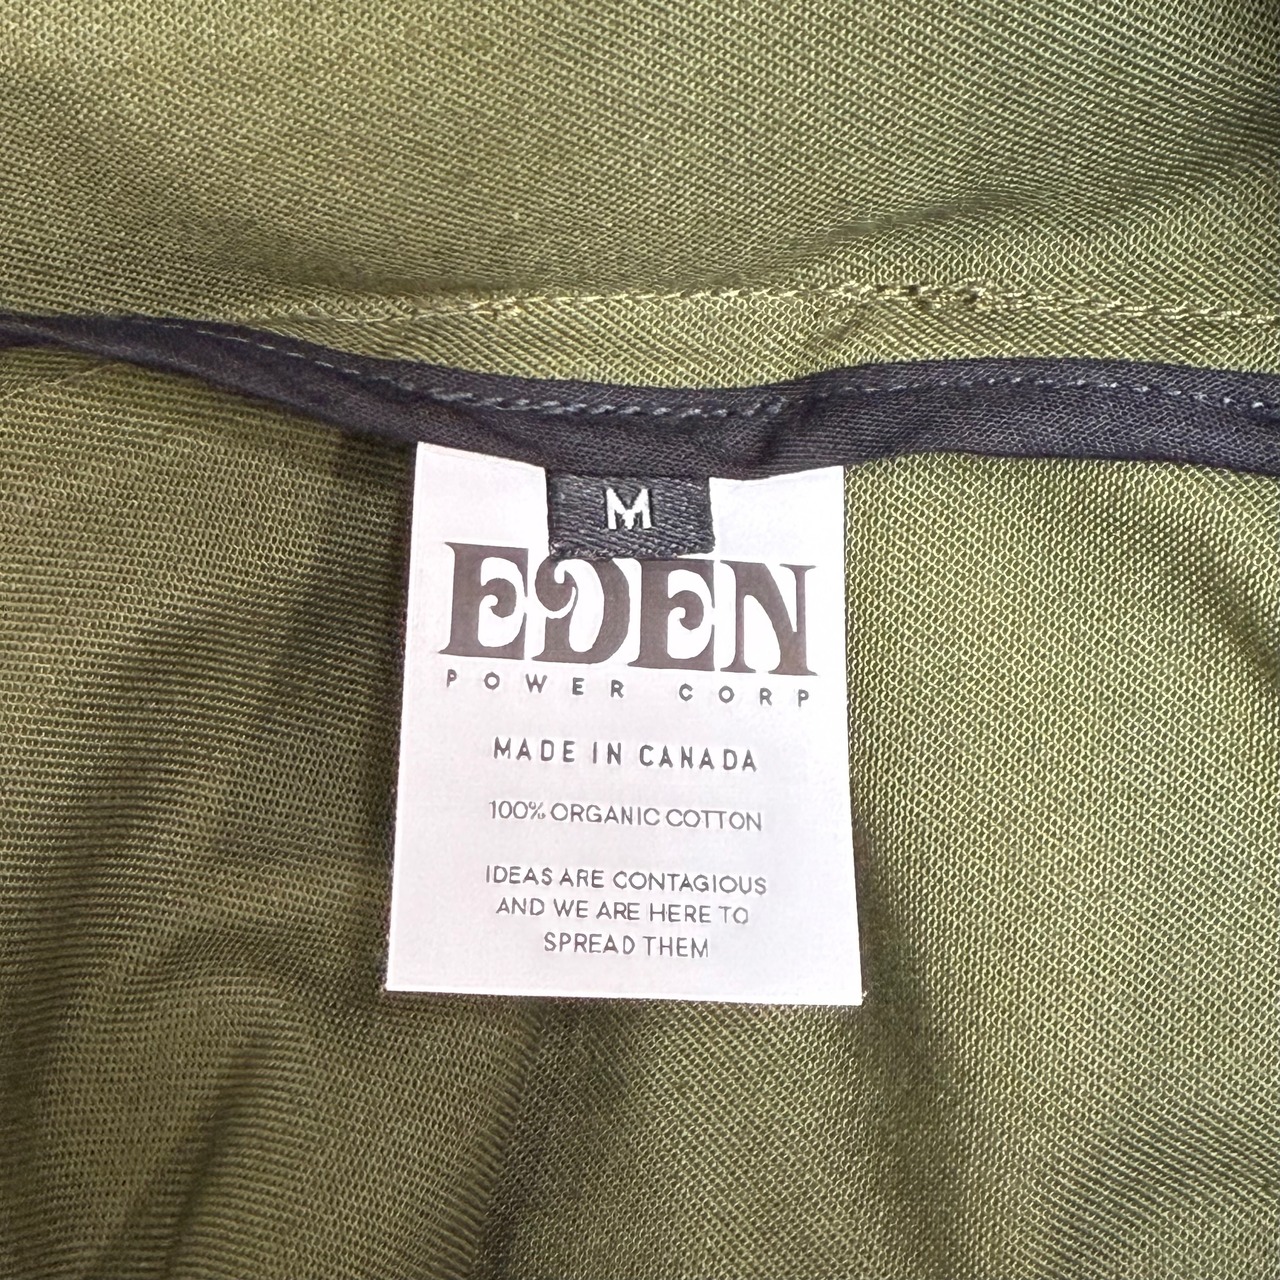 M
EDEN
POWER CORP
MADE IN CANADA
100% ORGANIC COTTON
IDEAS ARE CONTAGIOUS
AND WE ARE HERE TO
SPREAD THEM